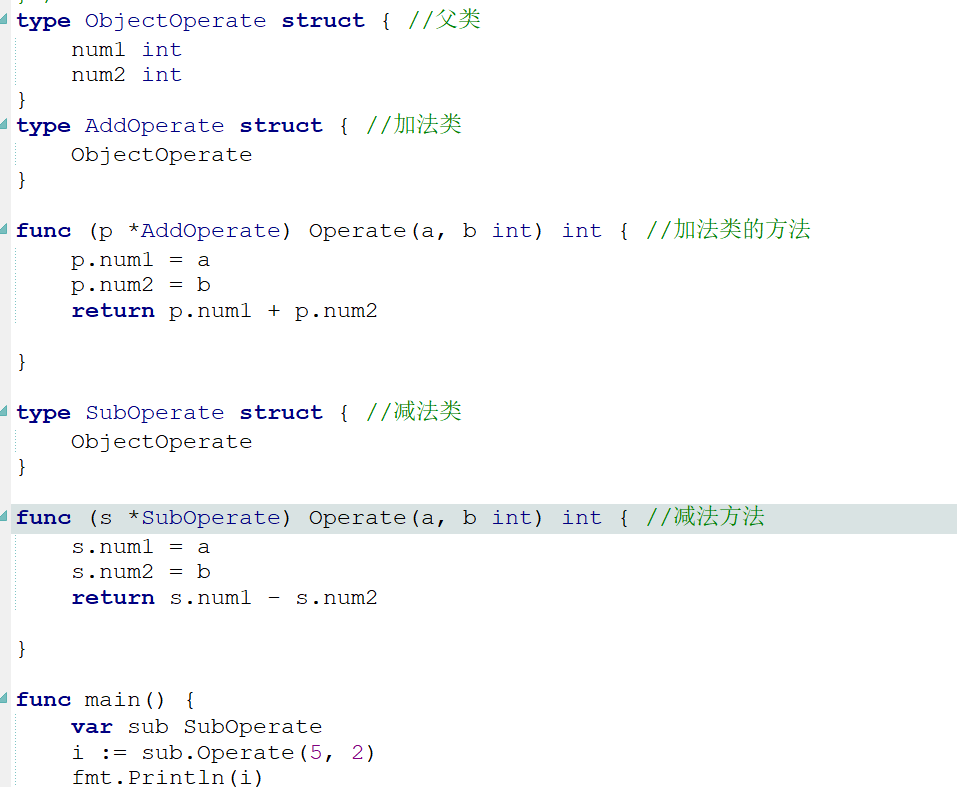 type ObjectOperate struct { //父类
    num1 int
    num2 int
}
type AddOperate struct { //加法类
    ObjectOperate
}

func (p *AddOperate) Operate(a, b int) int { //加法类的方法
    p.num1 = a
    p.num2 = b
    return p.num1 + p.num2

}

type SubOperate struct { //减法类
    ObjectOperate
}

func (s *SubOperate) Operate(a, b int) int { //减法方法
    s.num1 = a
    s.num2 = b
    return s.num1 - s.num2

}

func main() {
    var sub SubOperate
    i := sub.Operate(5, 2)
    fmt.Println(i)